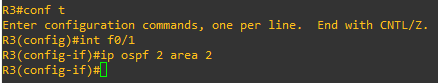 R3#conf t
Enter configuration commands, one per line.  End with CNTL/Z.
R3(config)#int f0/1
R3(config-if)#ip ospf 2 area 2
R3(config-if)#